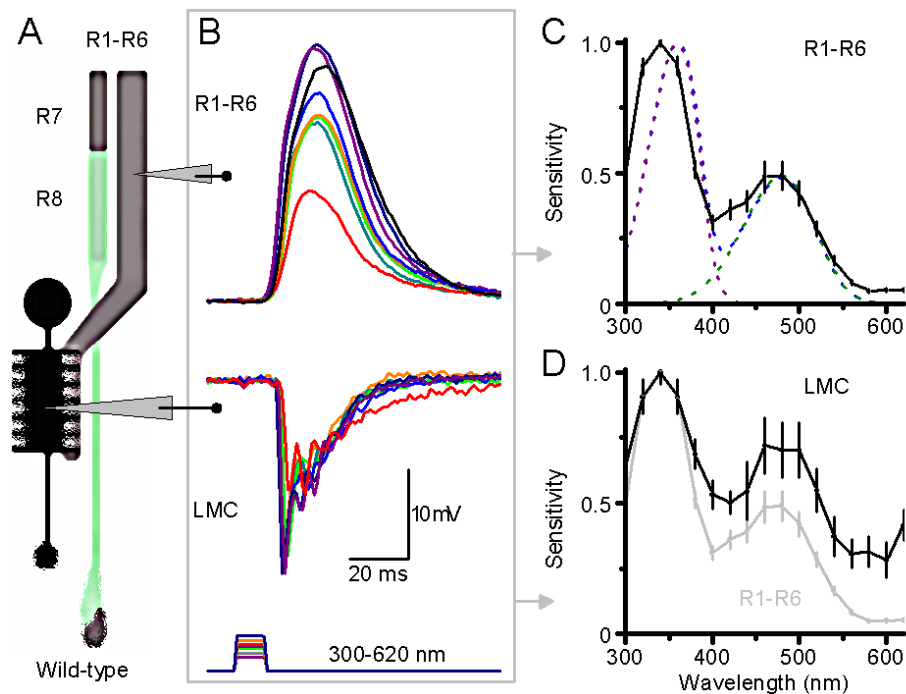 A
R1-R6
R7
R8
Wild-type
B
R1-R6
LMC
10mV
20 ms
300-620 nm
C
R1-R6
Sensitivity
1.0
0.5
0
300
400
500
600
D
LMC
Sensitivity
1.0
0.5
0
R1-R6
300
400
500
600
Wavelength (nm)